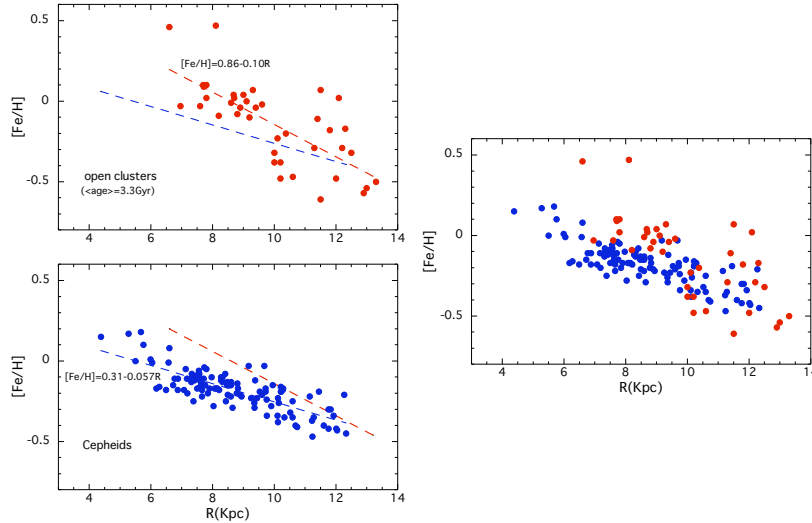 0.5
[Fe/H]=0.86-0.10R
0
[Fe/H]
open clusters
(<age>=3.3Gyr)
-0.5
4 6 8 10 12 14
0.5
[Fe/H]
0
[Fe/H]=0.31-0.057R
-0.5
Cepheids
4 6 8 10 12 14
R(Kpc)
0.5
[Fe/H]
0
-0.5
4 6 8 10 12 14
R(Kpc)